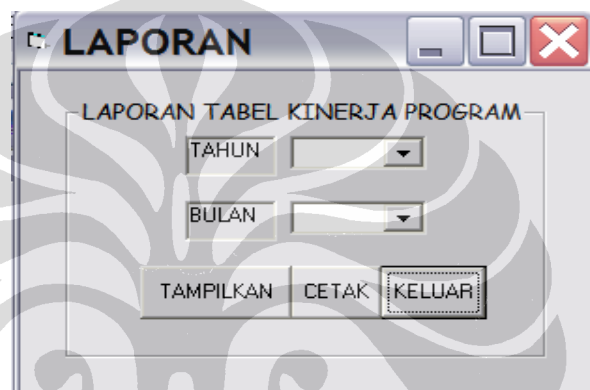 LAPORAN
LAPORAN TABEL KINERJA PROGRAM
TAHUN
BULAN
TAMPILKAN CETAK KELUAR